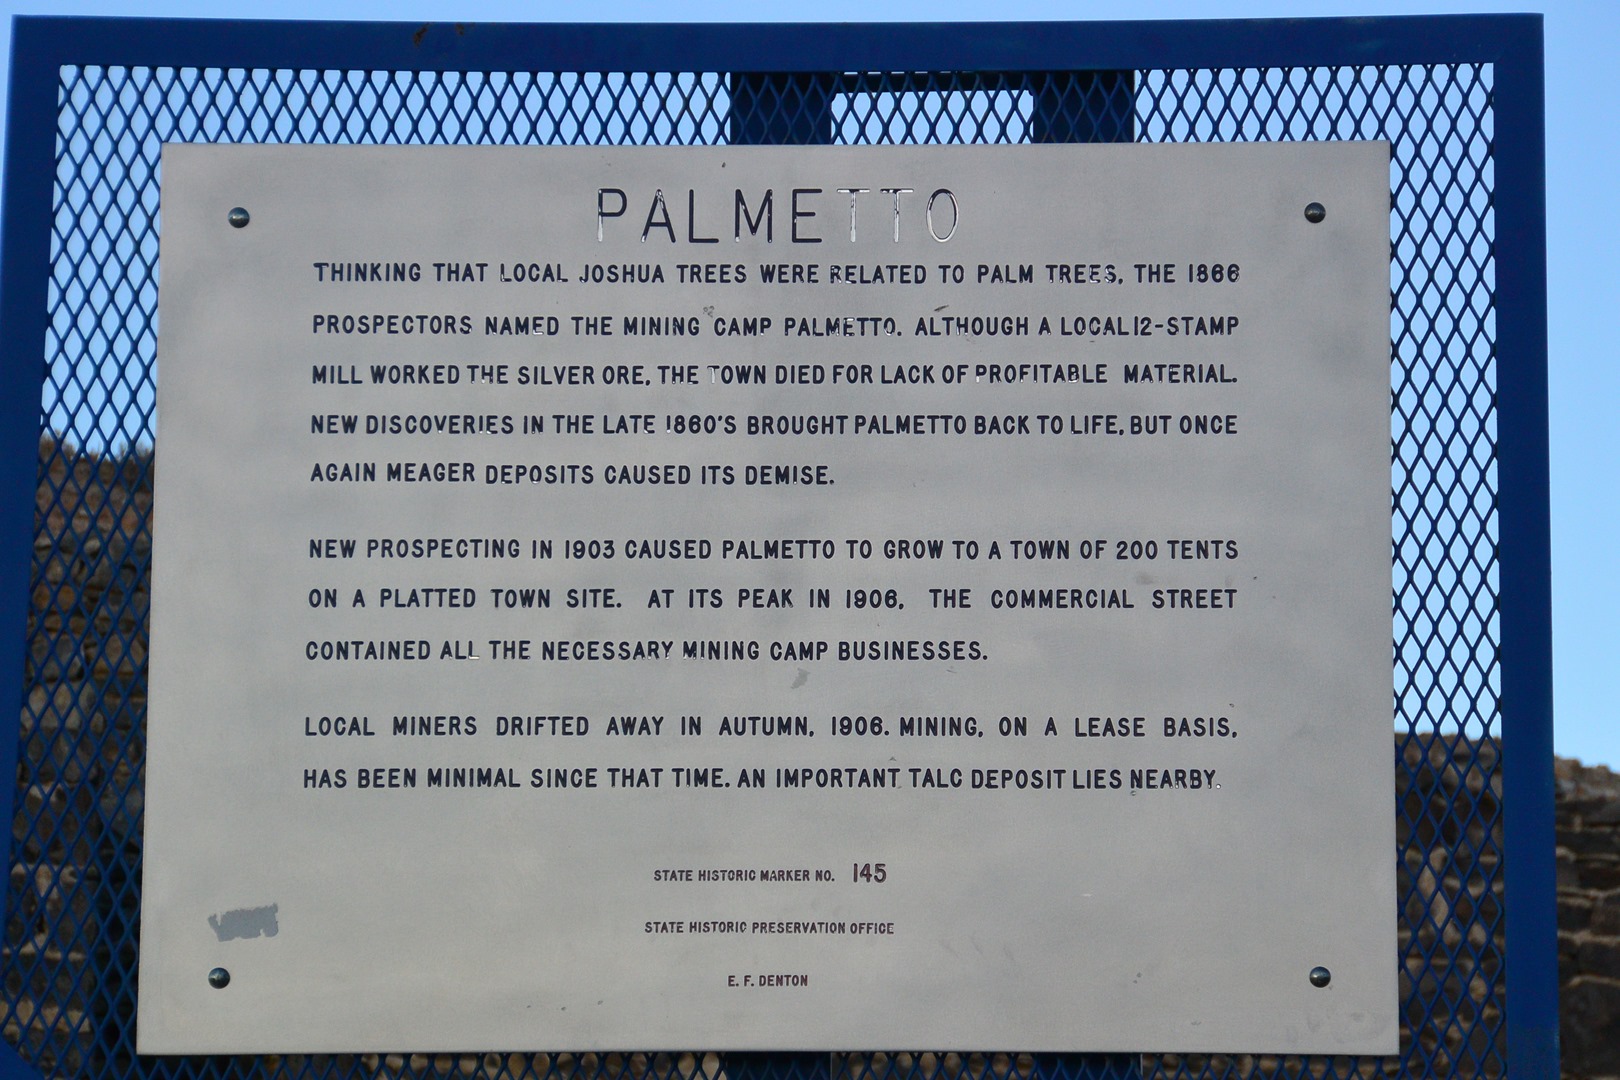 PALMETTO
THINKING THAT LOCAL JOSHUA TREES WERE RELATED TO PALM TREES, THE 1866
PROSPECTORS NAMED THE MINING CAMP PALMETTO. ALTHOUGH A LOCAL 12-STAMP
MILL WORKED THE SILVER ORE, THE TOWN DIED FOR LACK OF PROFITABLE MATERIAL.
NEW DISCOVERIES IN THE LATE 1860'S BROUGHT PALMETTO BACK TO LIFE, BUT ONCE
AGAIN MEAGER DEPOSITS CAUSED ITS DEMISE.
NEW PROSPECTING IN 1903 CAUSED PALMETTO TO GROW TO A TOWN OF 200 TENTS
ON A PLATTED TOWN SITE. AT ITS PEAK IN 1906, THE COMMERCIAL STREET
CONTAINED ALL THE NECESSARY MINING CAMP BUSINESSES.
LOCAL MINERS DRIFTED AWAY IN AUTUMN, 1906. MINING, ON A LEASE BASIS,
HAS BEEN MINIMAL SINCE THAT TIME. AN IMPORTANT TALC DEPOSIT LIES NEARBY.
STATE HISTORIC MARKER NO. 145
STATE HISTORIC PRESERVATION OFFICE
E. F. DENTON